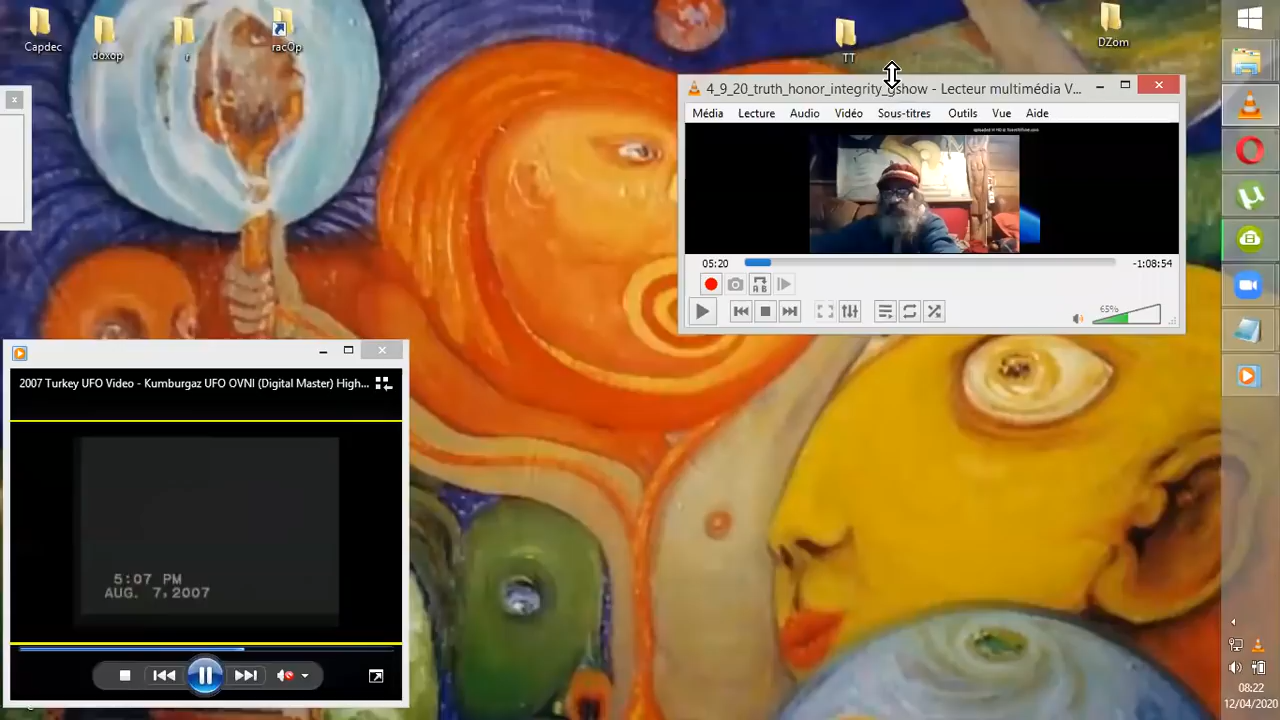 Capdec
doxop
r
racOp
TT
DZom
4_9_20_truth_honor_integrity_gshow - Lecteur multimédia V...
Média Lecture Audio Vidéo Sous-titres Outils Vue Aide
05:20
-1:08:54
A B
65%
2007 Turkey UFO Video - Kumburgaz UFO OVNI (Digital Master) High...
5:07 PM
AUG. 7,2007
08:22
12/04/2020